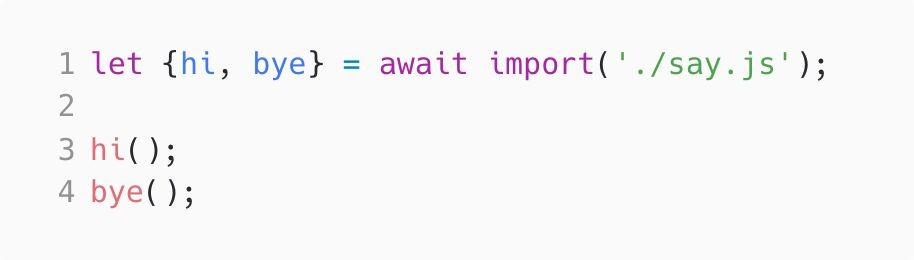 1 let {hi, bye} = await import('./say.js');
2
3 hi();
4 bye();